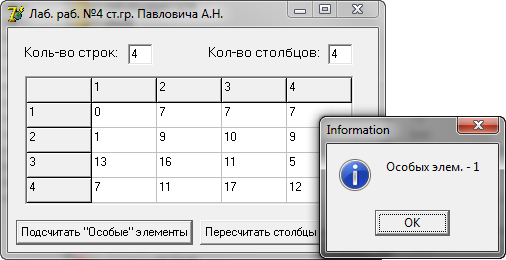 Лаб. раб. №4 ст.гр. Павловича А.Н.
Коль-во строк: 4 Кол-во столбцов: 4
1 2 3 4
1 0 7 7 7
2 1 9 10 9
3 13 16 11 5
4 7 11 17 12
Подсчитать "Особые" элементы Пересчитать столбцы
Information
Особых элем. - 1
OK